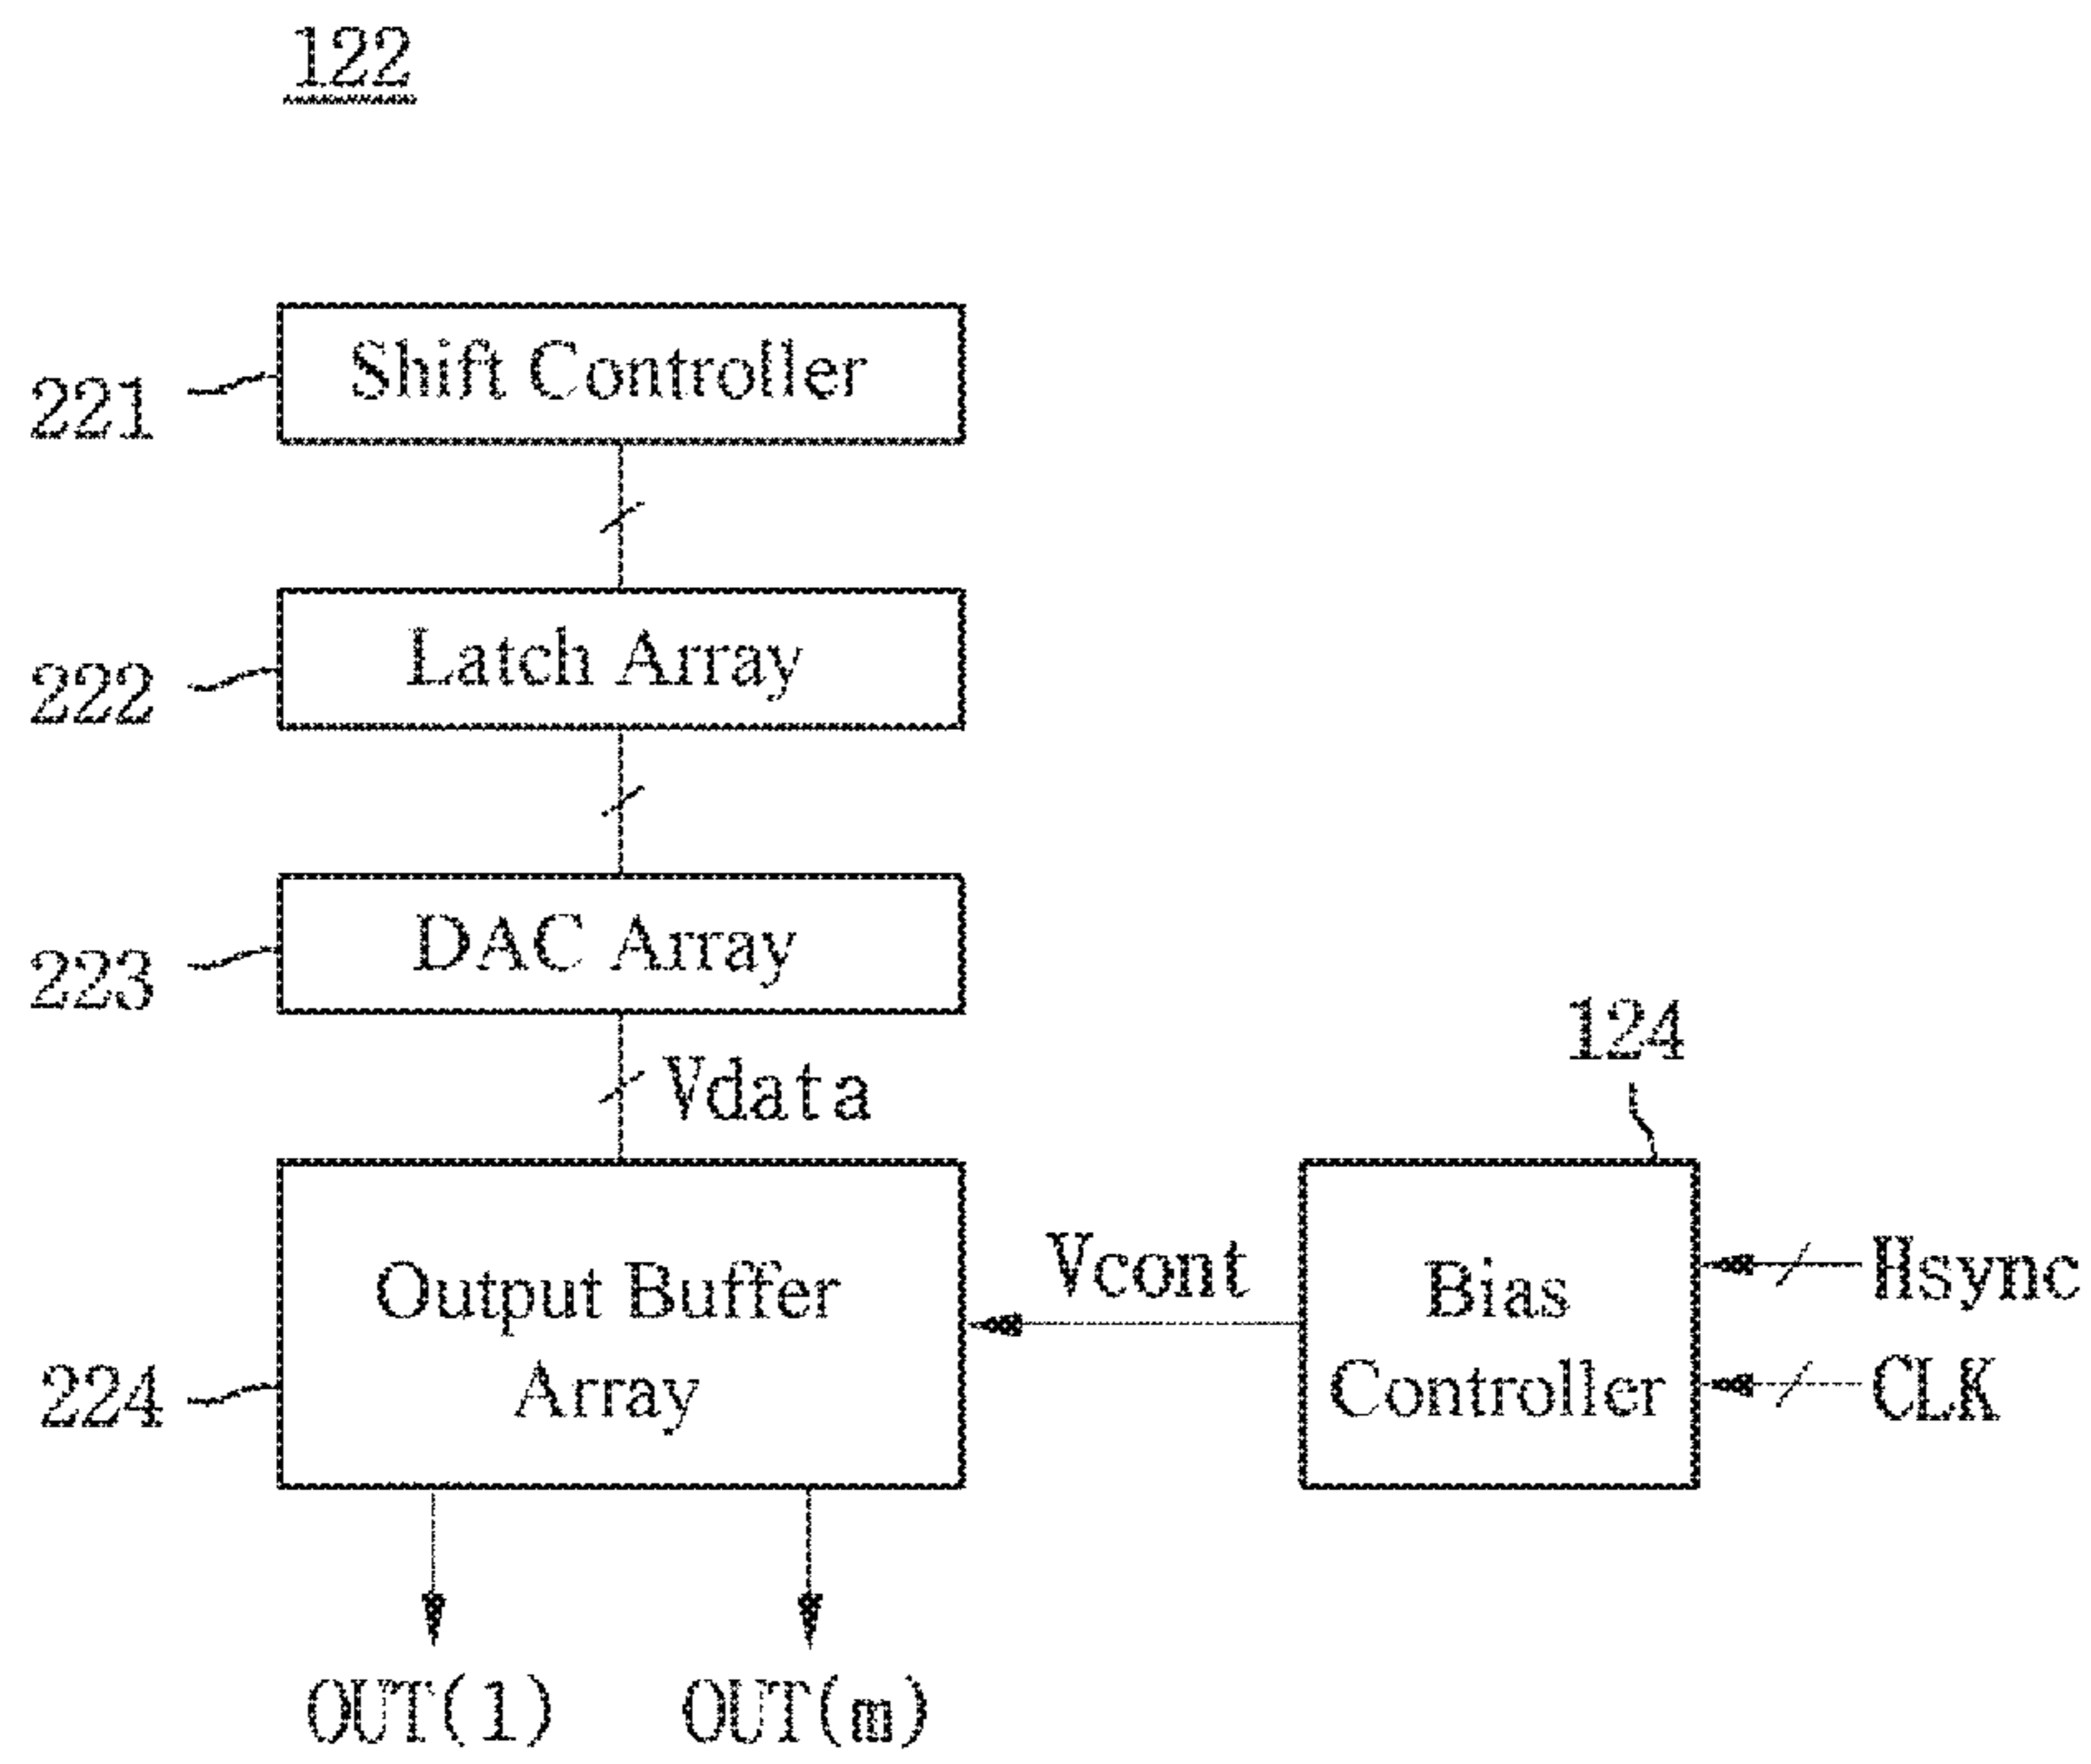 122
221
Shift Controller
222
Latch Array
223
DAC Array
Vdata
224
Output Buffer
Array
Vcont
124
Bias
Controller
Hsync
CLK
OUT(1)
OUT(m)